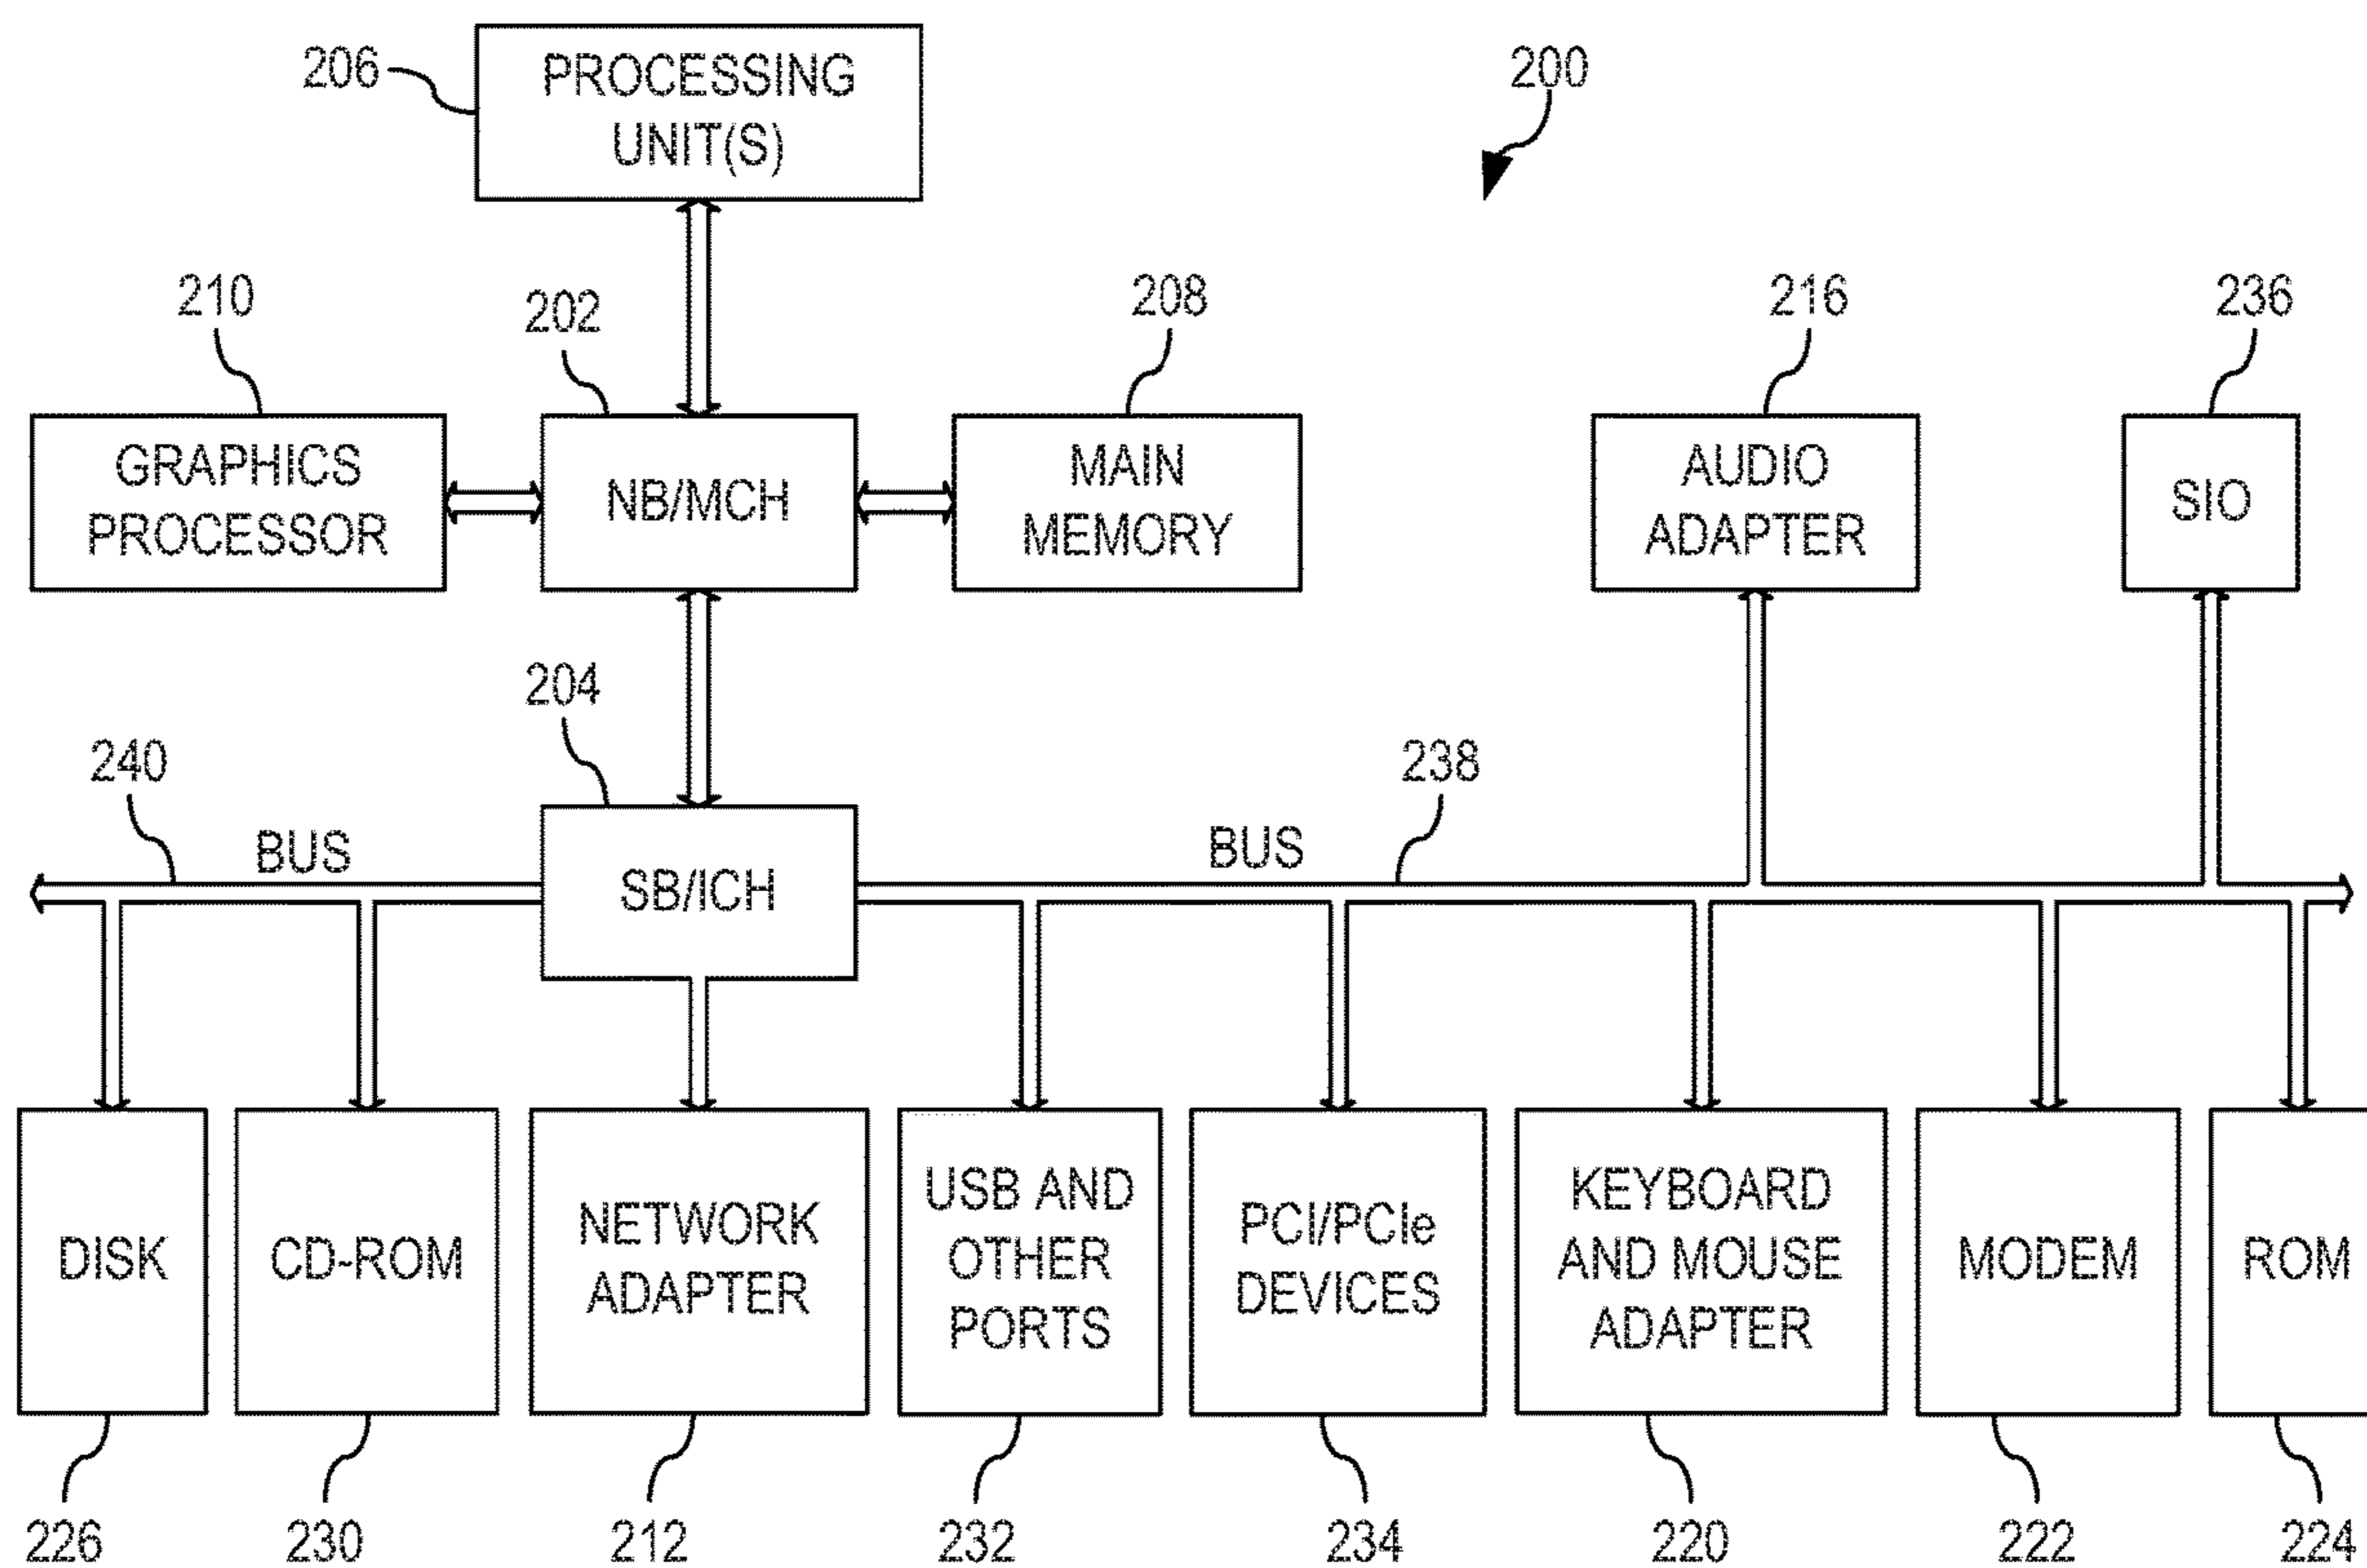 206
PROCESSING
UNIT(S)
200
210
202
208
216
236
GRAPHICS
PROCESSOR
NB/MCH
MAIN
MEMORY
AUDIO
ADAPTER
SIO
204
240
238
BUS
BUS
SB/ICH
DISK
CD-ROM
NETWORK
ADAPTER
USB AND
OTHER
PORTS
PCI/PCIe
DEVICES
KEYBOARD
AND MOUSE
ADAPTER
MODEM
ROM
226
230
212
232
234
220
222
224